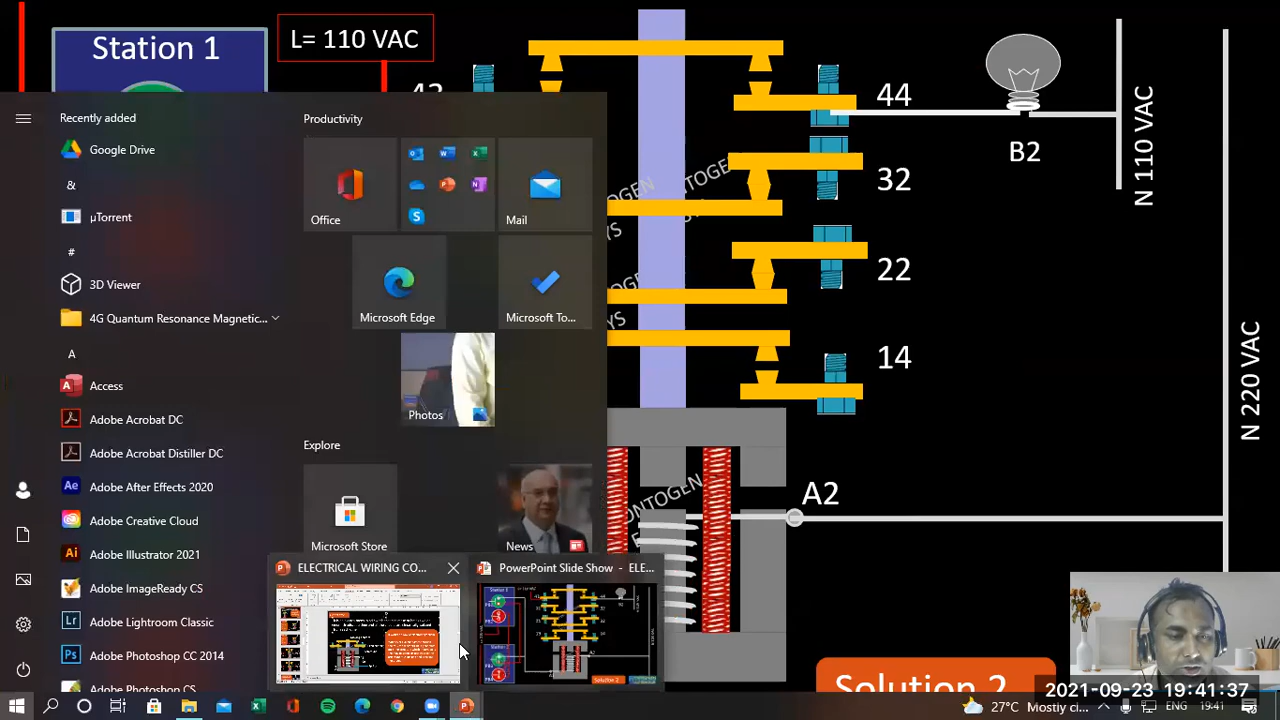 Station 1
L= 110 VAC
44
B2
N 110 VAC
32
22
14
N 220 VAC
A2
Solution 2
Recently added
Google Drive
&
µTorrent
#
3D Viewer
4G Quantum Resonance Magnetic...
A
Access
Adobe Acrobat DC
Adobe Acrobat Distiller DC
Adobe After Effects 2020
Adobe Creative Cloud
Adobe Illustrator 2021
Adobe ImageReady CS
Adobe Lightroom Classic
Adobe Photoshop CC 2014
Productivity
Office
Mail
Microsoft Edge
Microsoft To...
Photos
Explore
Microsoft Store
News
ELECTRICAL WIRING CO...
PowerPoint Slide Show - ELE...
Solution 2
27°C Mostly cl...
ENG
19:41
2021-09-23 19:41:37